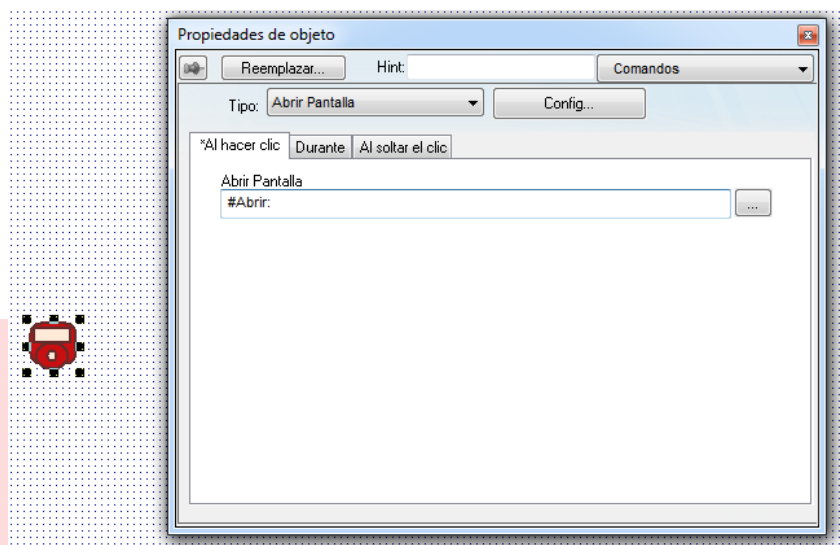 Propiedades de objeto
Reemplazar... Hint: Comandos
Tipo: Abrir Pantalla Config...
*Al hacer clic Durante Al soltar el clic
Abrir Pantalla
#Abrir: ...